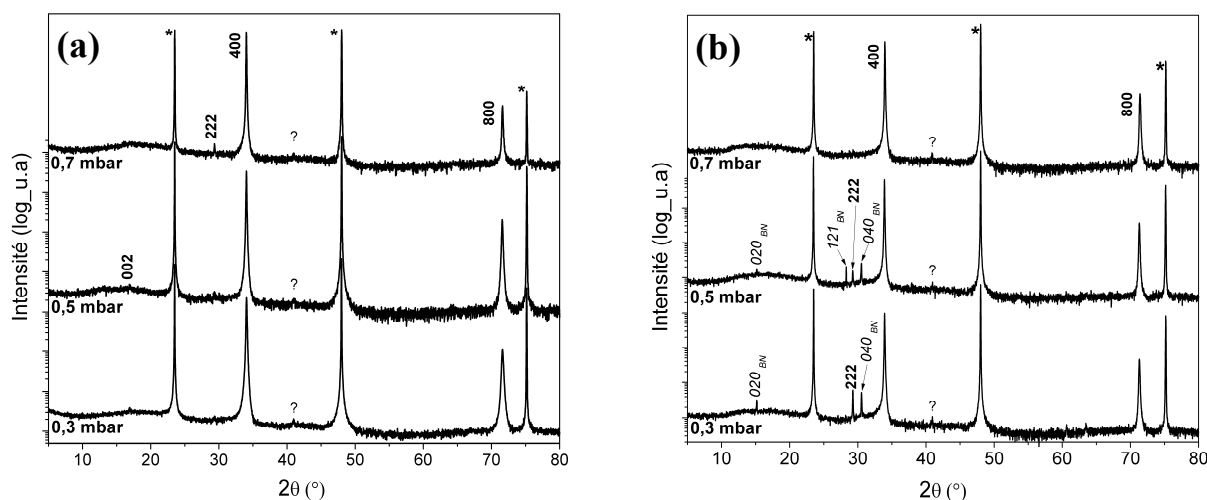 (a)
*
400
*
800
*
222
?
0,7 mbar
002
?
0,5 mbar
?
0,3 mbar
Intensité (log_u.a)
10 20 30 40 50 60 70 80
2θ (°)
(b)
*
400
*
800
*
?
0,7 mbar
020 BN
121 BN
222
040 BN
?
0,5 mbar
020 BN
222
040 BN
?
0,3 mbar
Intensité (log_u.a)
10 20 30 40 50 60 70 80
2θ (°)